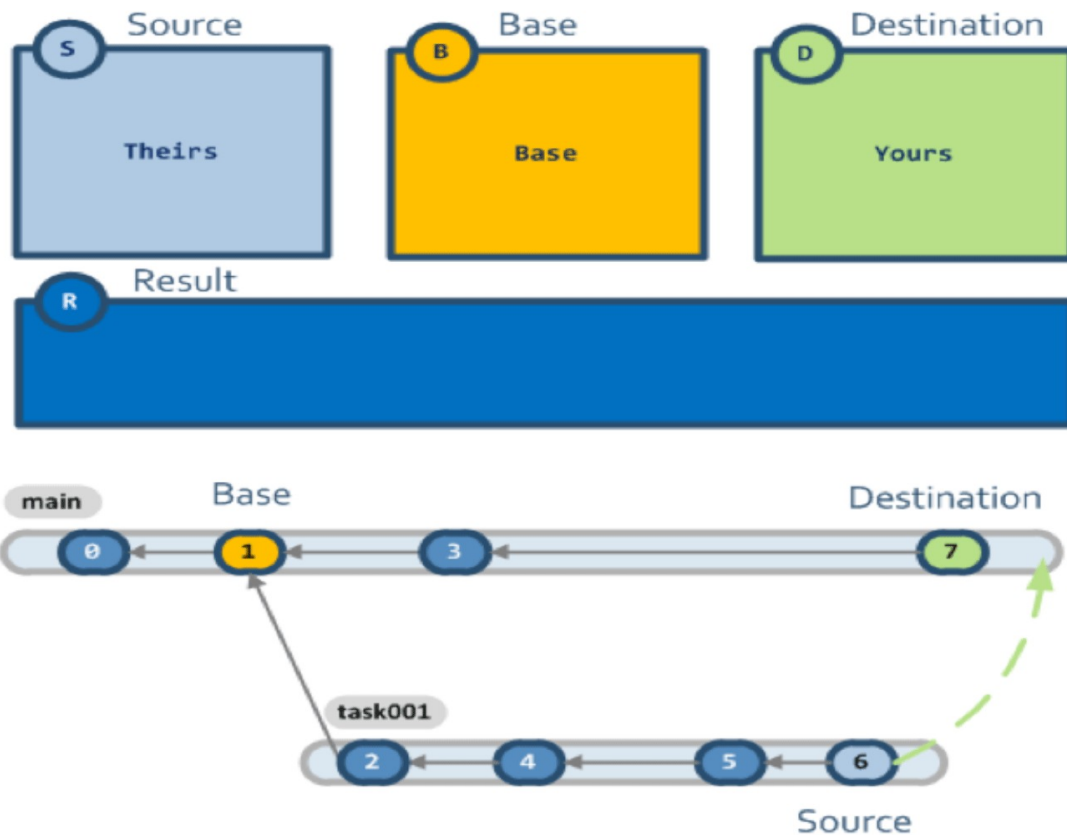 Source Base Destination
S B D
Theirs Base Yours
Result
R
main Base Destination
0 1 3 7
task001
2 4 5 6
Source